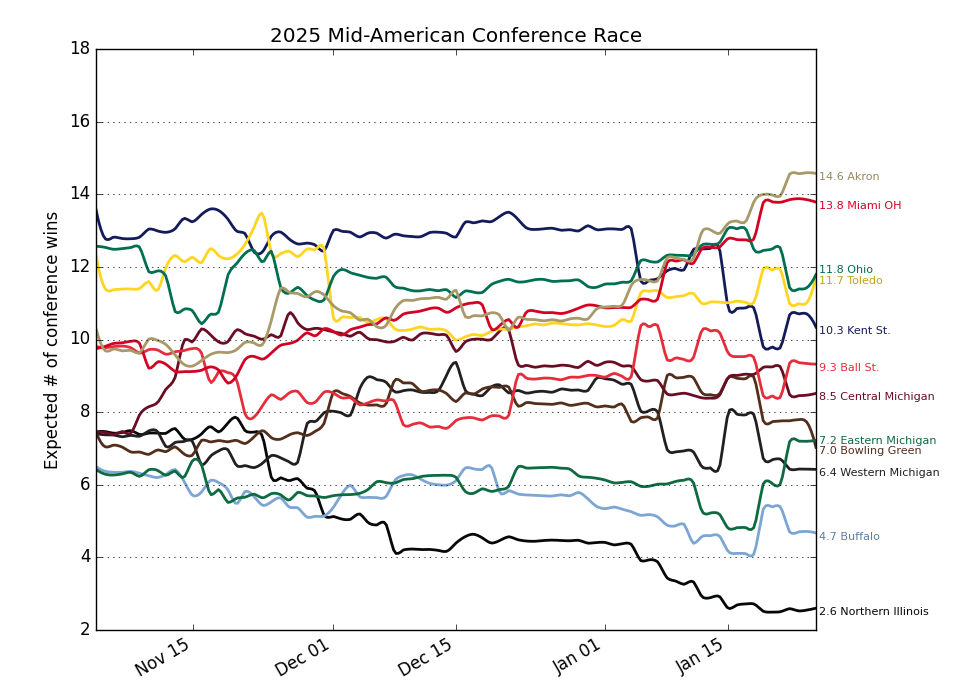 2025 Mid-American Conference Race
Expected # of conference wins
18
16
14
12
10
8
6
4
2
Nov 15
Dec 01
Dec 15
Jan 01
Jan 15
14.6 Akron
13.8 Miami OH
11.8 Ohio
11.7 Toledo
10.3 Kent St.
9.3 Ball St.
8.5 Central Michigan
7.2 Eastern Michigan
7.0 Bowling Green
6.4 Western Michigan
4.7 Buffalo
2.6 Northern Illinois